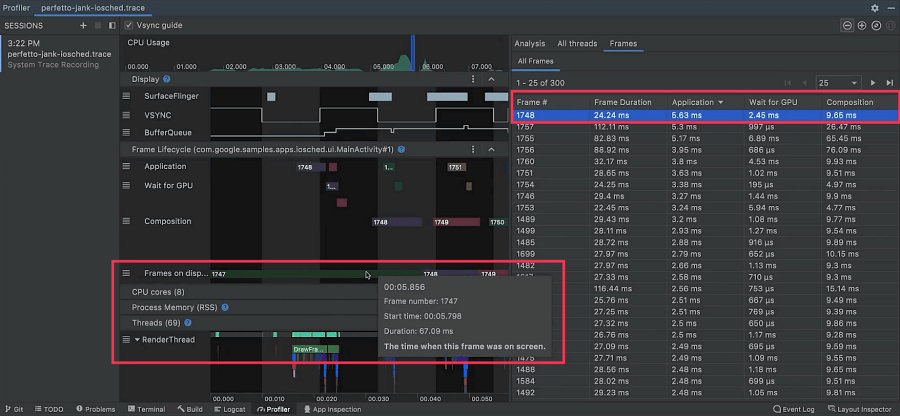 Profiler perfetto-jank-iosched.trace
SESSIONS
Vsync guide
3:22 PM
perfetto-jank-iosched.trace
System Trace Recording
CPU Usage
00.000 01.000 02.000 03.000 04.000 05.000 06.000 07.000
Display
SurfaceFlinger
VSYNC
BufferQueue
Frame Lifecycle (com.google.samples.apps.iosched.ui.MainActivity#1)
Application 1748 1... 1751
Wait for GPU 1...
Composition 1748 1749 1750
Frames on disp... 1747 1748 1749
CPU cores (8)
Process Memory (RSS)
Threads (69)
RenderThread
DrawFra...
00:05.856
Frame number: 1747
Start time: 00:05.798
Duration: 67.09 ms
The time when this frame was on screen.
00.000 00.010 00.020 00.030 00.040 00.050
Analysis All threads Frames
All Frames
1 - 25 of 300 25
Frame # Frame Duration Application Wait for GPU Composition
1748 24.24 ms 5.63 ms 2.45 ms 9.65 ms
1757 112.11 ms 5.3 ms 997 μs 26.47 ms
1755 82.83 ms 5.17 ms 6.89 ms 65.45 ms
1756 88.92 ms 3.95 ms 686 μs 76.09 ms
1760 32.17 ms 3.8 ms 4.53 ms 9.93 ms
1751 28.65 ms 3.63 ms 1.02 ms 9.51 ms
1754 24.25 ms 3.38 ms 195 μs 4.97 ms
1746 29.4 ms 3.27 ms 1.44 ms 9.9 ms
1753 22.45 ms 3.24 ms 5.94 ms 4.77 ms
1489 29.43 ms 3.2 ms 1.08 ms 9.77 ms
1499 28.11 ms 2.93 ms 1.27 ms 9.54 ms
1485 28.72 ms 2.88 ms 916 μs 9.89 ms
1699 27.97 ms 2.79 ms 652 μs 10.15 ms
1482 27.97 ms 2.66 ms 1.13 ms 9.3 ms
27.33 ms 2.58 ms 710 μs 9.3 ms
116.44 ms 2.56 ms 753 μs 15.14 ms
25.76 ms 2.51 ms 667 μs 9.49 ms
27.25 ms 2.51 ms 769 μs 9.39 ms
27.32 ms 2.5 ms 650 μs 9.86 ms
26.76 ms 2.5 ms 1.17 ms 9.28 ms
27.09 ms 2.49 ms 695 μs 9.59 ms
1475 27.71 ms 2.49 ms 1.09 ms 9.55 ms
1488 28.56 ms 2.48 ms 1.18 ms 9.65 ms
1584 28.02 ms 2.48 ms 699 μs 9.51 ms
1492 29.23 ms 2.48 ms 1.05 ms 9.81 ms
Git TODO Problems Terminal Build Logcat Profiler App Inspection Event Log Layout Inspector